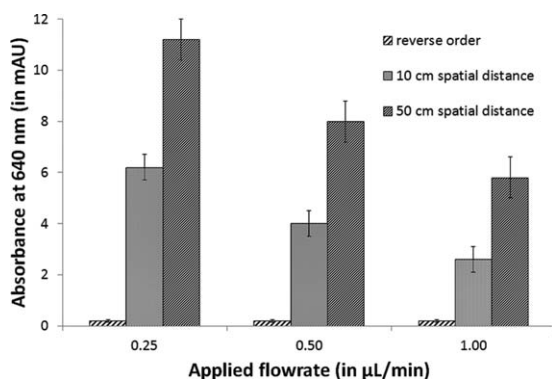 Absorbance at 640 nm (in mAU)
12
10
8
6
4
2
0
reverse order
10 cm spatial distance
50 cm spatial distance
0.25 0.50 1.00
Applied flowrate (in µL/min)